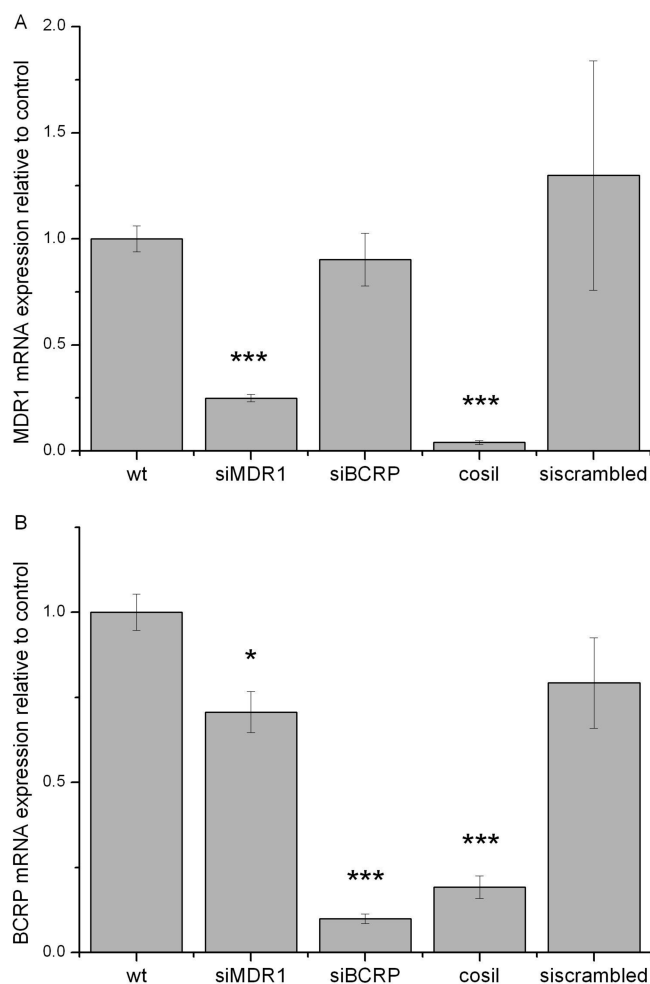 A
MDR1 mRNA expression relative to control
2.0
1.5
1.0
0.5
0.0
***
***
wt siMDR1 siBCRP cosil siscrambled
B
BCRP mRNA expression relative to control
1.0
0.5
0.0
*
***
***
wt siMDR1 siBCRP cosil siscrambled